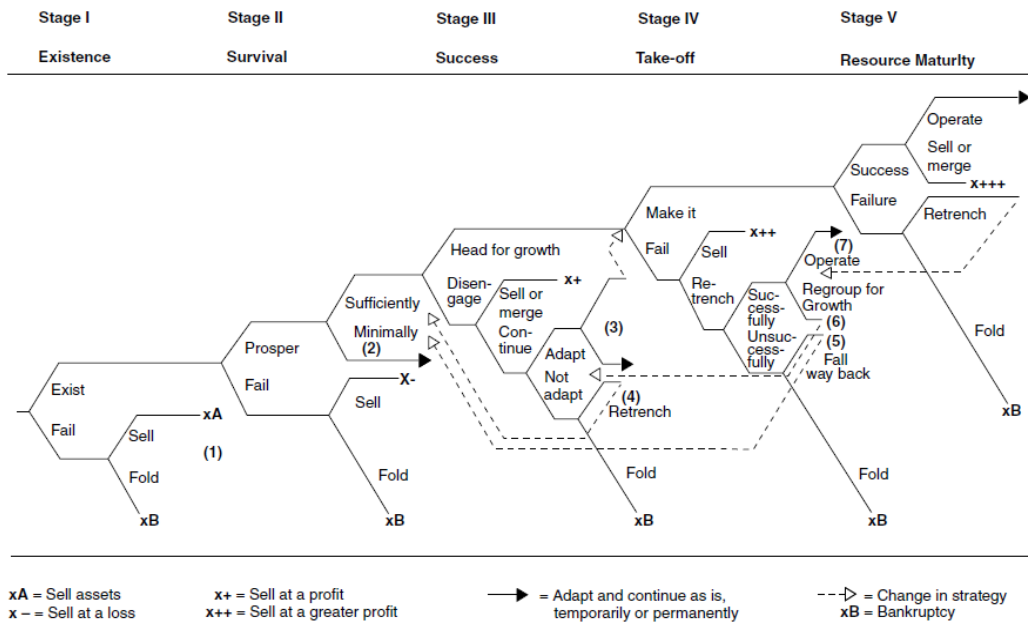 Stage I Stage II Stage III Stage IV Stage V
Existence Survival Success Take-off Resource Maturity
Operate
Sell or
merge
x+++
Success
Failure
Retrench
Make it
Fail
x++
Sell
(7)
Operate
Head for growth
Disen-
gage
x+
Sell or
merge
Con-
tinue
Re-
trench
Suc-
cess-
fully
Unsuc-
cess-
fully
Regroup for
Growth
(6)
(5)
Fall
way back
Fold
xB
Sufficiently
Minimally
(2)
(3)
Adapt
Not
adapt
(4)
Retrench
Prosper
Fail
X-
Sell
Exist
Fail
xA
Sell
(1)
Fold
xB
Fold
xB
Fold
xB
Fold
xB
xA = Sell assets
x – = Sell at a loss
x+ = Sell at a profit
x++ = Sell at a greater profit
= Adapt and continue as is,
temporarily or permanently
= Change in strategy
xB = Bankruptcy